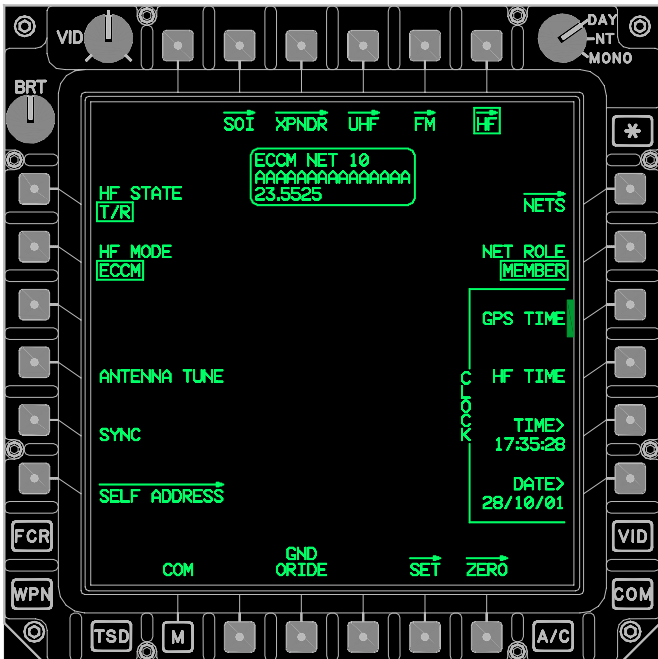 VID
DAY
NT
MONO
BRT
SOI XPNDR UHF FM HF
*
ECCM NET 10
AAAAAAAAAAAAAAA
23.5525
HF STATE
T/R
NETS
HF MODE
ECCM
NET ROLE
MEMBER
GPS TIME
ANTENNA TUNE
HF TIME
CLOCK
SYNC
TIME>
17:35:28
SELF ADDRESS
DATE>
28/10/01
FCR
VID
COM
GND
ORIDE
SET
ZERO
WPN
COM
TSD
M
A/C